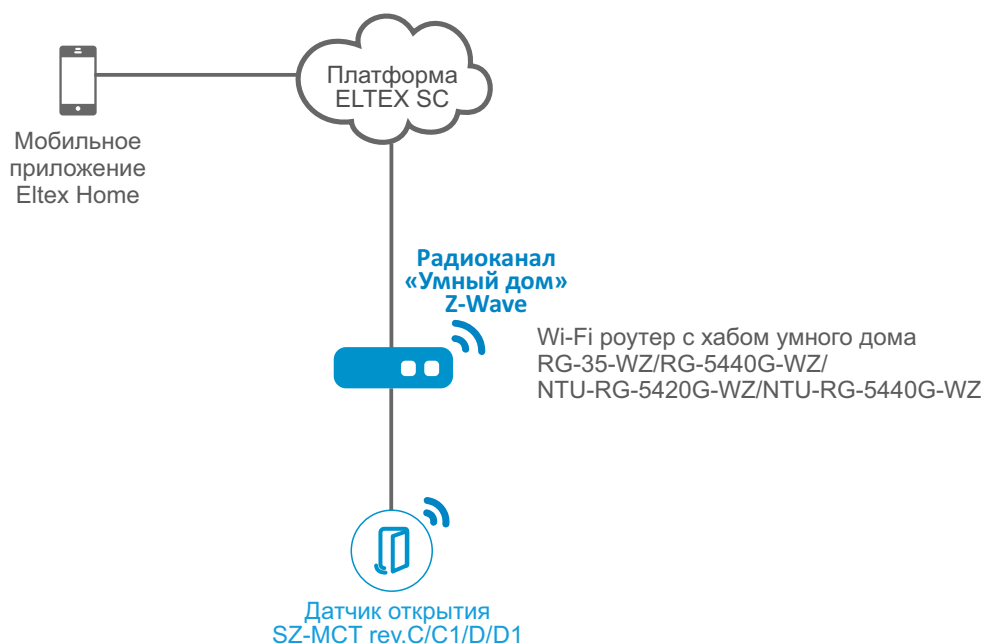 Платформа
ELTEX SC
Мобильное
приложение
Eltex Home
Радиоканал
«Умный дом»
Z-Wave
Wi-Fi роутер с хабом умного дома
RG-35-WZ/RG-5440G-WZ/
NTU-RG-5420G-WZ/NTU-RG-5440G-WZ
Датчик открытия
SZ-MCT rev.C/C1/D/D1